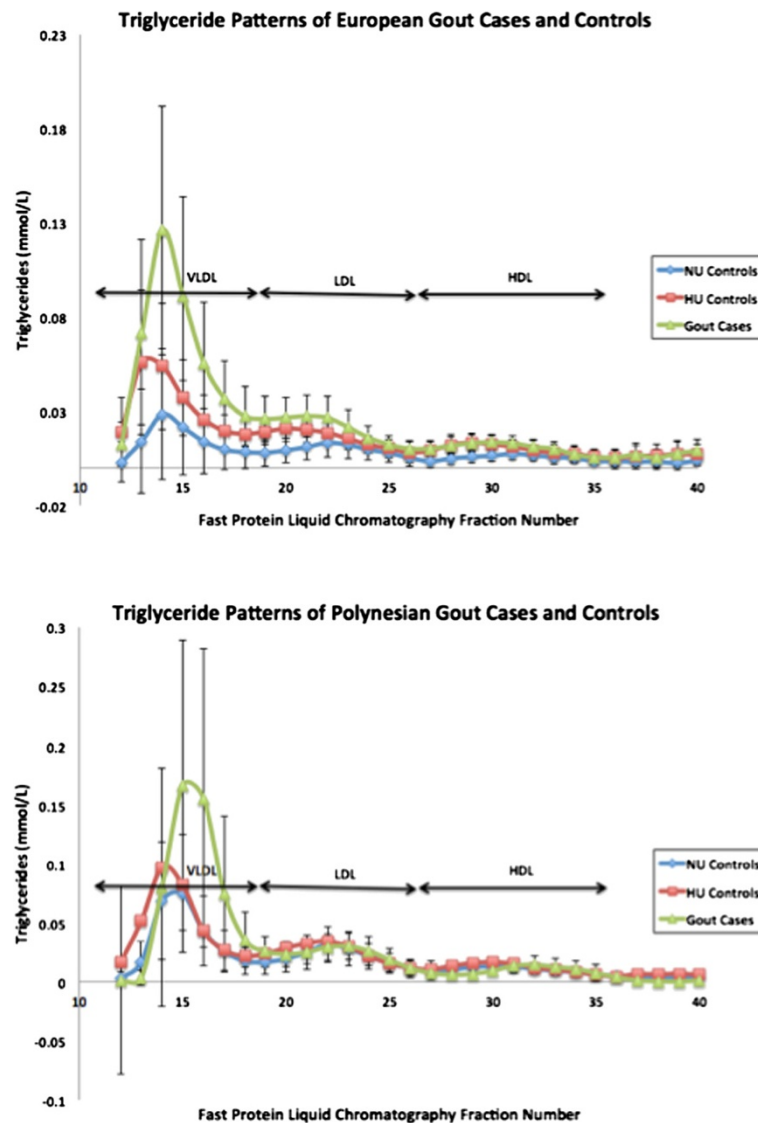 Triglyceride Patterns of European Gout Cases and Controls
0.23
0.18
0.13
0.08
0.03
-0.02
Triglycerides (mmol/L)
VLDL
LDL
HDL
NU Controls
HU Controls
Gout Cases
10 15 20 25 30 35 40
Fast Protein Liquid Chromatography Fraction Number
Triglyceride Patterns of Polynesian Gout Cases and Controls
0.3
0.25
0.2
0.15
0.1
0.05
0
-0.05
-0.1
Triglycerides (mmol/L)
VLDL
LDL
HDL
NU Controls
HU Controls
Gout Cases
10 15 20 25 30 35 40
Fast Protein Liquid Chromatography Fraction Number